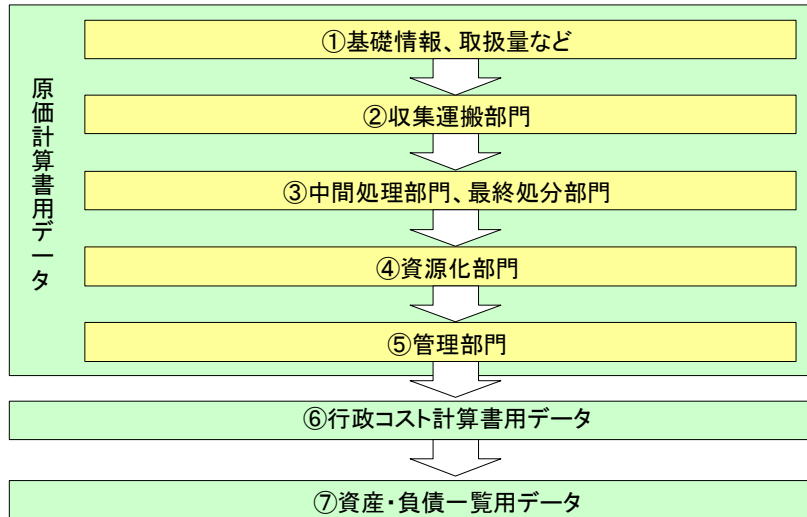 原価計算書用データ
①基礎情報、取扱量など
②収集運搬部門
③中間処理部門、最終処分部門
④資源化部門
⑤管理部門
⑥行政コスト計算書用データ
⑦資産・負債一覧用データ